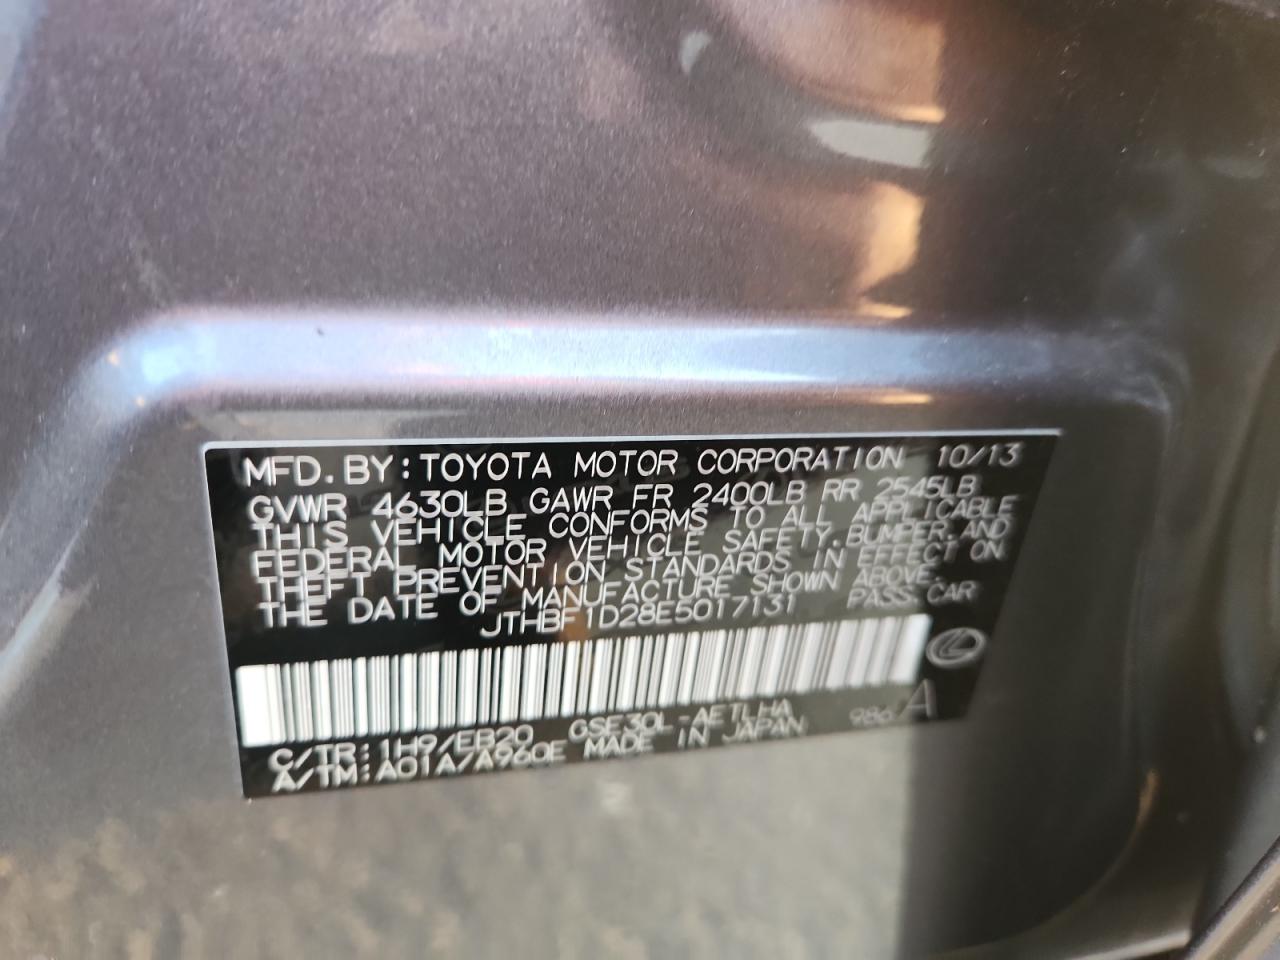 MFD. BY: TOYOTA MOTOR CORPORATION 10/13
GVWR 4630LB GAWR FR 2400LB RR 2545LB
THIS VEHICLE CONFORMS TO ALL APPLICABLE
FEDERAL MOTOR VEHICLE SAFETY, BUMPER, AND
THEFT PREVENTION STANDARDS IN EFFECT ON
THE DATE OF MANUFACTURE SHOWN ABOVE.
JTHBF1D28E5017131 PASS.CAR
C/TR: 1H9/EB20 GSE30L-AETLHA 986 A
A/TM: A01A/A960E MADE IN JAPAN